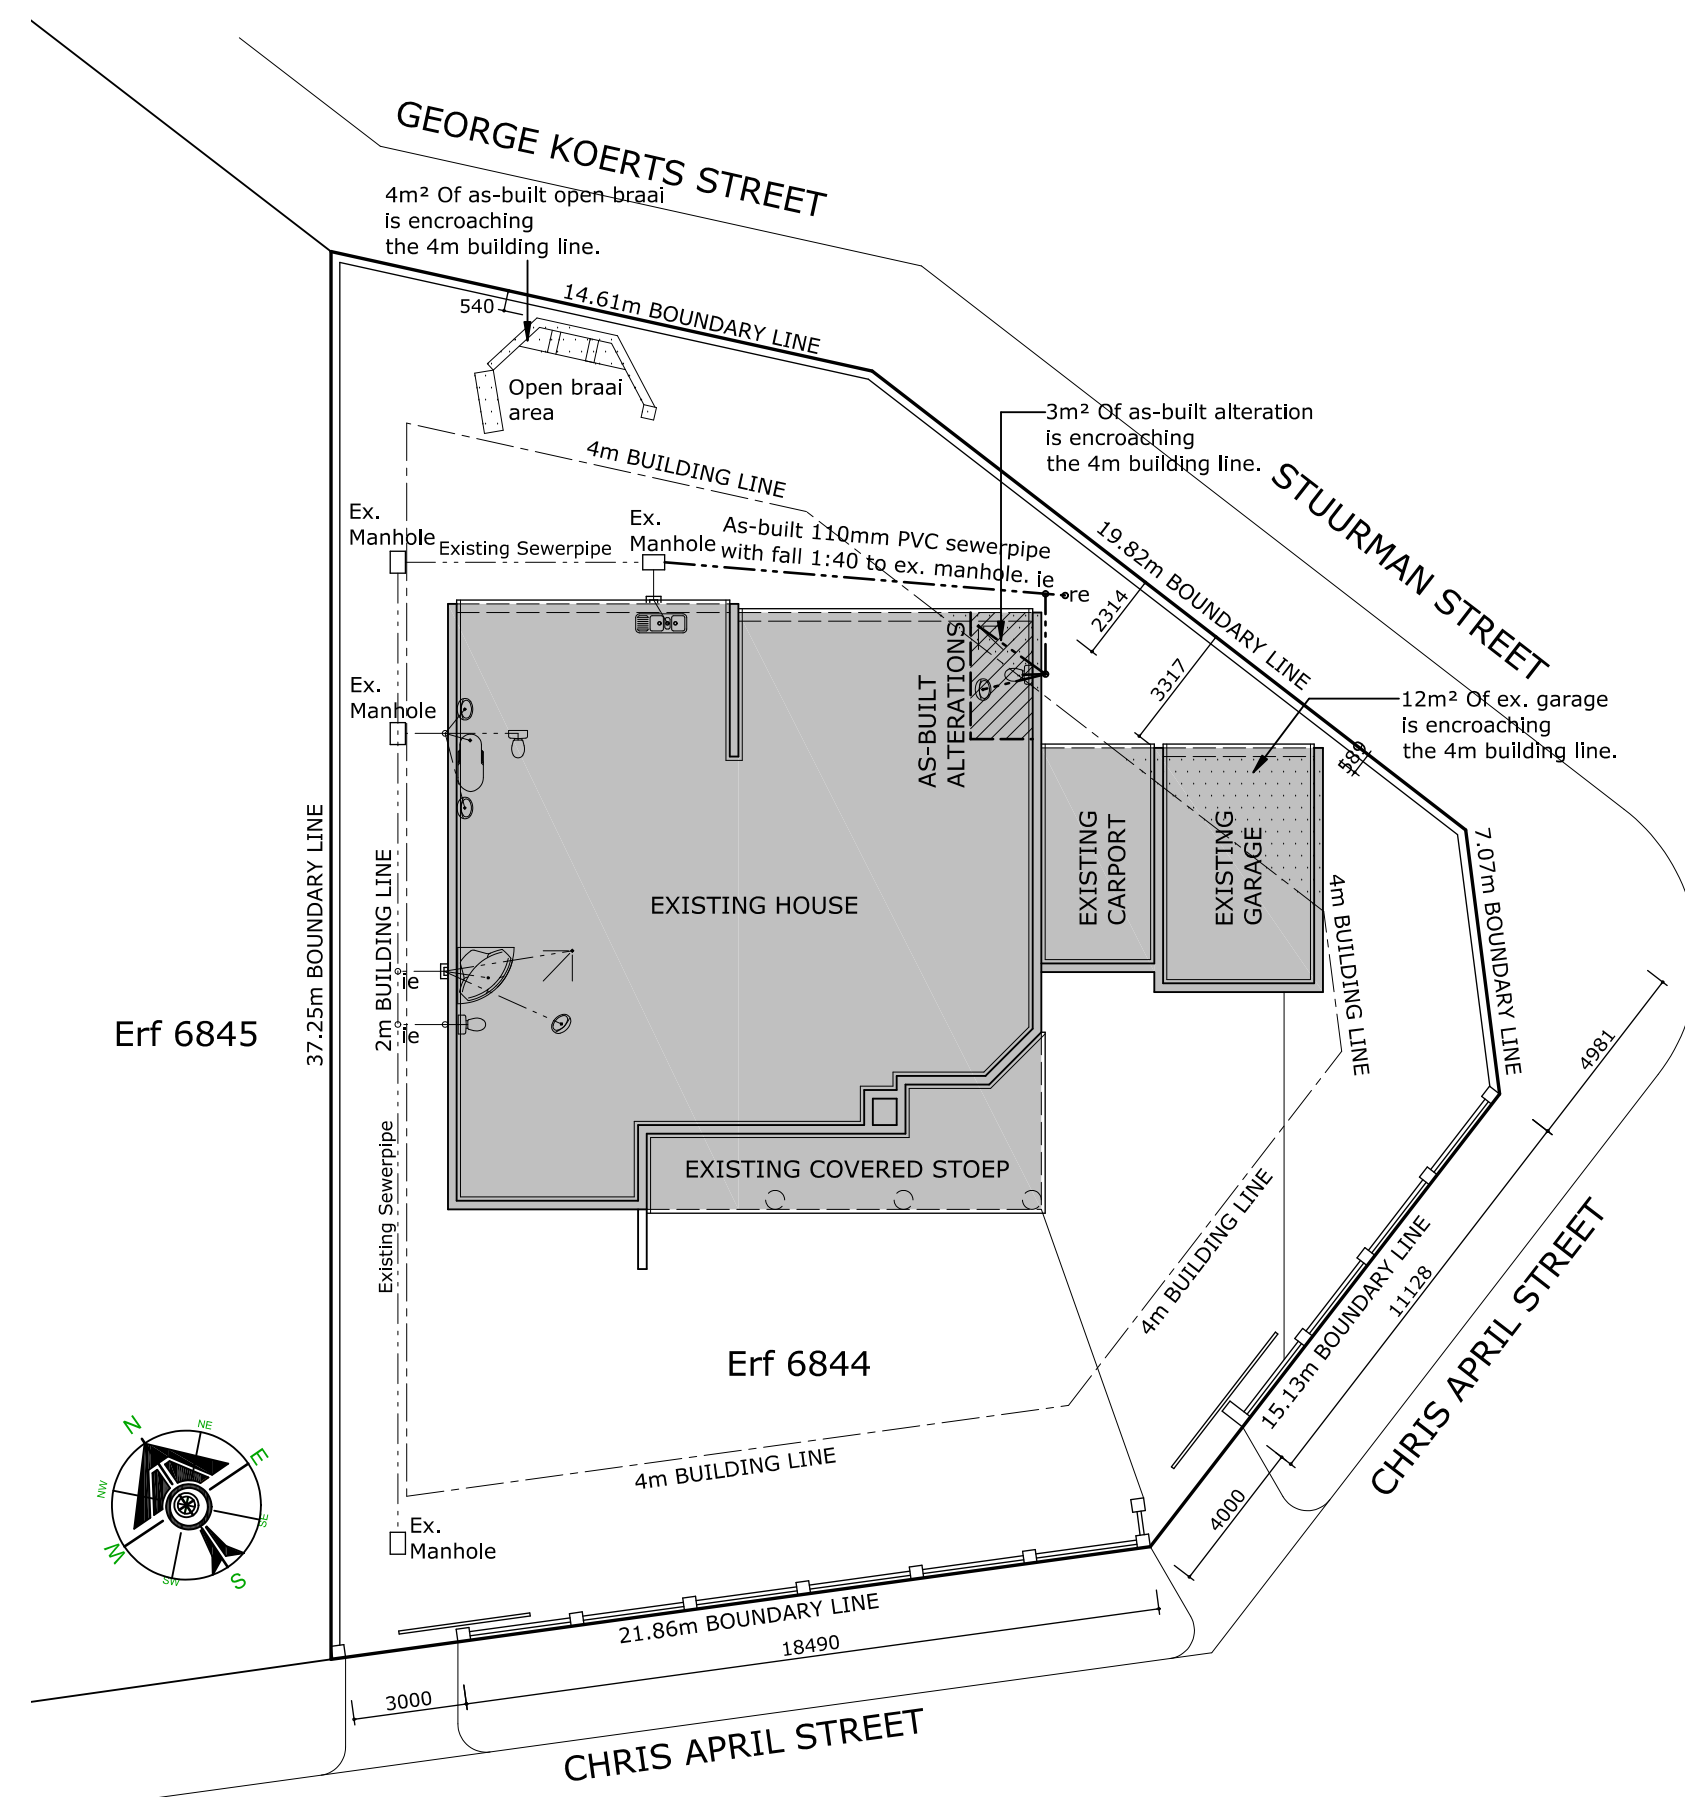 GEORGE KOERTS STREET
4m² Of as-built open braai
is encroaching
the 4m building line.
540
14.61m BOUNDARY LINE
Open braai
area
3m² Of as-built alteration
is encroaching
the 4m building line.
STUURMAN STREET
4m BUILDING LINE
Ex.
Manhole
Existing Sewerpipe
Ex.
Manhole
As-built 110mm PVC sewerpipe
with fall 1:40 to ex. manhole.
ie
re
19.82m BOUNDARY LINE
2314
3317
589
12m² Of ex. garage
is encroaching
the 4m building line.
Ex.
Manhole
AS-BUILT
ALTERATIONS
EXISTING
CARPORT
EXISTING
GARAGE
7.07m BOUNDARY LINE
4m BUILDING LINE
37.25m BOUNDARY LINE
2m BUILDING LINE
EXISTING HOUSE
ie
ie
Erf 6845
Existing Sewerpipe
EXISTING COVERED STOEP
4981
11128
15.13m BOUNDARY LINE
4m BUILDING LINE
CHRIS APRIL STREET
Erf 6844
4m BUILDING LINE
4000
N
NE
E
SE
S
SW
W
NW
Ex.
Manhole
21.86m BOUNDARY LINE
18490
3000
CHRIS APRIL STREET